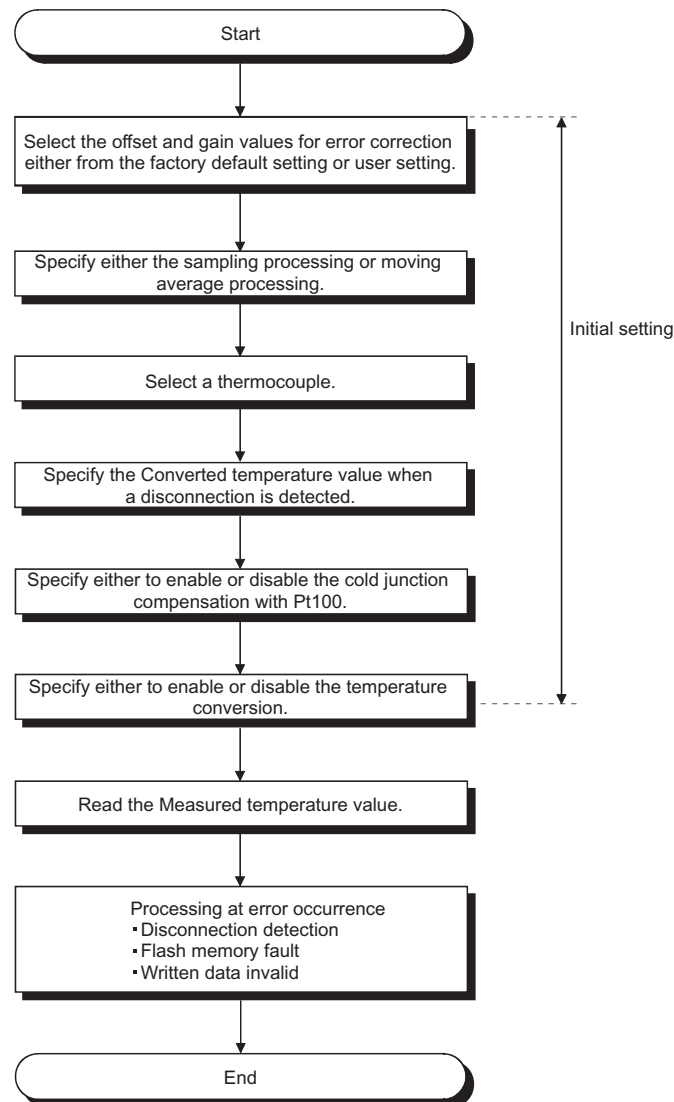 Start
Select the offset and gain values for error correction
either from the factory default setting or user setting.
Specify either the sampling processing or moving
average processing.
Initial setting
Select a thermocouple.
Specify the Converted temperature value when
a disconnection is detected.
Specify either to enable or disable the cold junction
compensation with Pt100.
Specify either to enable or disable the temperature
conversion.
Read the Measured temperature value.
Processing at error occurrence
▪Disconnection detection
▪Flash memory fault
▪Written data invalid
End